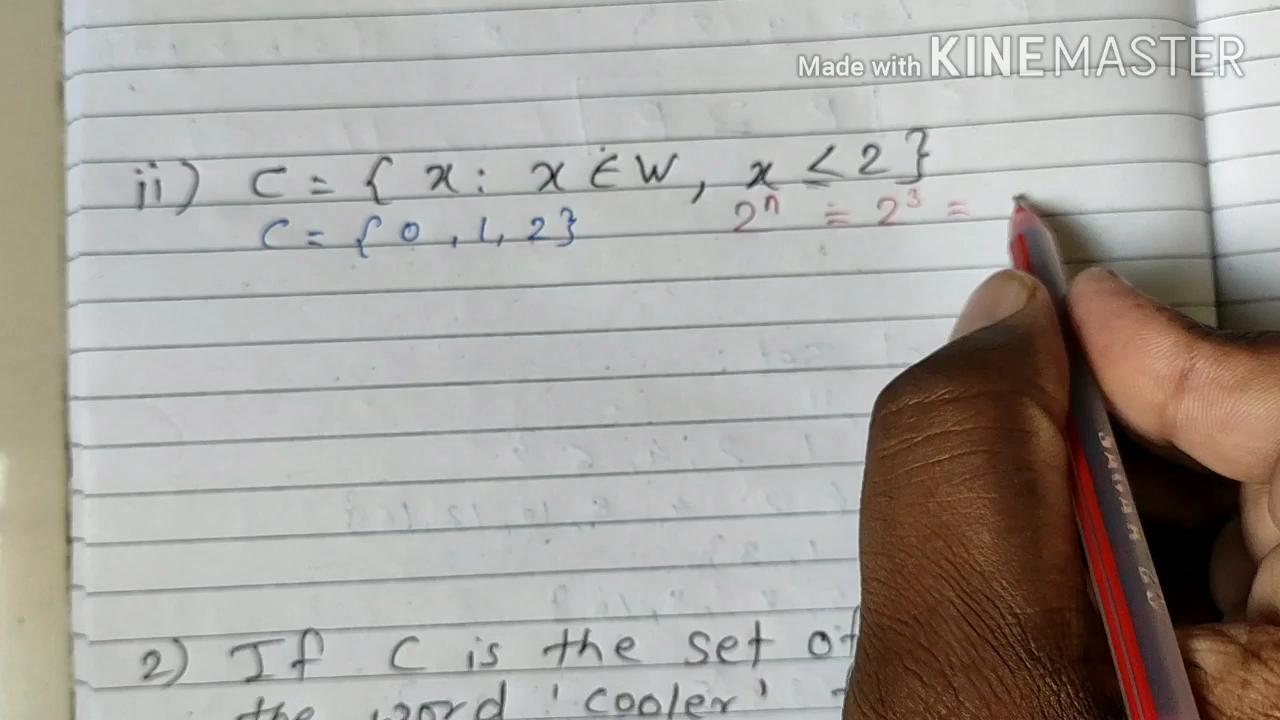 Made with KINEMASTER
ii) C = { x : x ∈ W, x ≤ 2 }
C = { 0, 1, 2 }
2ⁿ = 2³ =
2) If C is the set of
the word 'cooler'